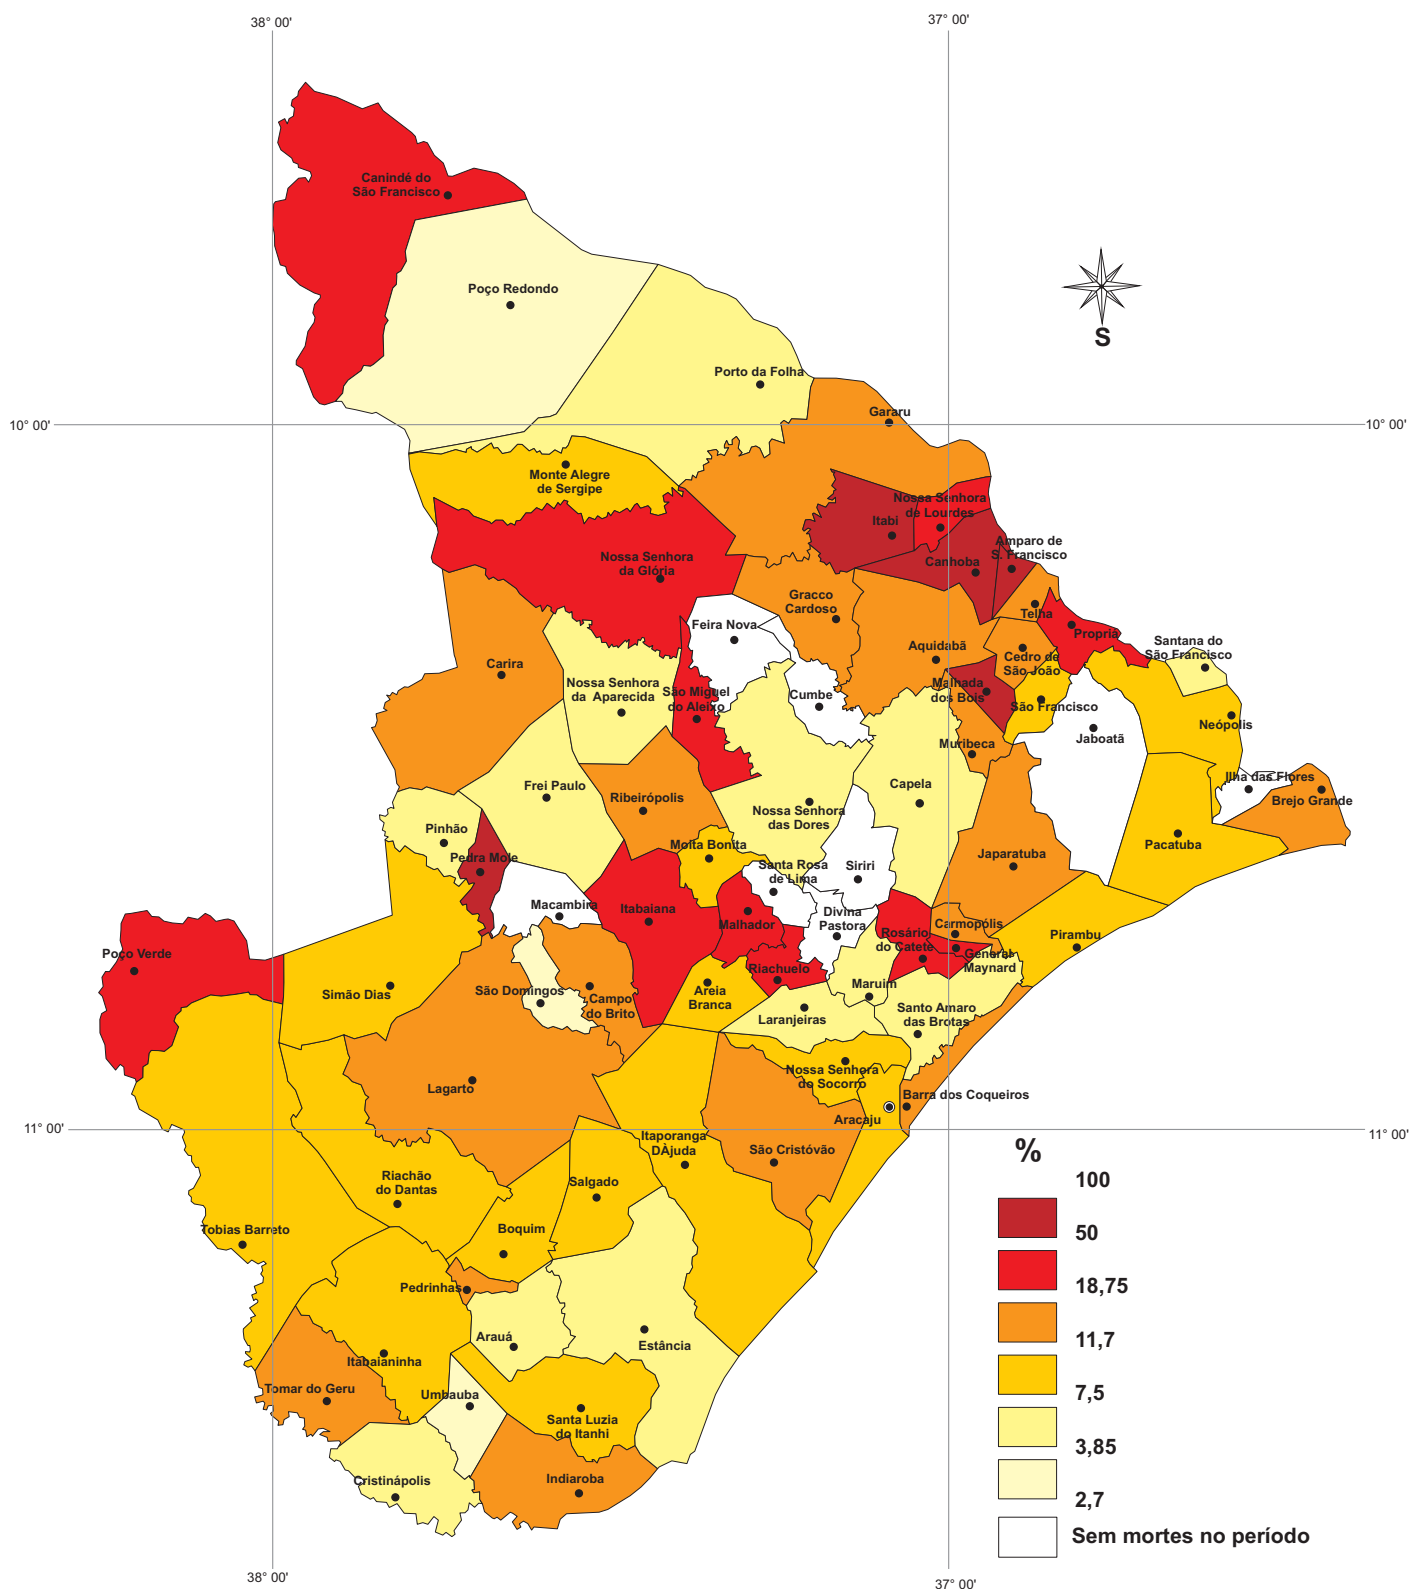 38° 00'
37° 00'
Canindé do
São Francisco
Poço Redondo
S
Porto da Folha
Gararu
10° 00'
10° 00'
Monte Alegre
de Sergipe
Nossa Senhora
de Lourdes
Itabi
Amparo de
S. Francisco
Nossa Senhora
da Glória
Canhoba
Gracco
Cardoso
Telha
Feira Nova
Propriá
Santana do
São Francisco
Aquidabã
Cedro de
São João
Carira
Nossa Senhora
da Aparecida
São Miguel
do Aleixo
Cumbe
Malhada
dos Bois
São Francisco
Neópolis
Jaboatã
Muribeca
Ilha das Flores
Brejo Grande
Frei Paulo
Ribeirópolis
Capela
Nossa Senhora
das Dores
Pinhão
Pedra Mole
Molta Bonita
Pacatuba
Japaratuba
Santa Rosa
de Lima
Siriri
Macambira
Itabaiana
Malhador
Divina
Pastora
Carmopólis
Rosário
do Catete
Pirambu
Poço Verde
General
Maynard
Riachuelo
Simão Dias
São Domingos
Campo
do Brito
Areia
Branca
Maruim
Laranjeiras
Santo Amaro
das Brotas
Lagarto
Nossa Senhora
do Socorro
Barra dos Coqueiros
Aracaju
11° 00'
11° 00'
Itaporanga
DAjuda
São Cristóvão
%
Riachão
do Dantas
Salgado
100
Tobias Barreto
Boquim
50
Pedrinhas
18,75
Arauá
Estância
11,7
Itabaianinha
Tomar do Geru
Umbauba
7,5
Santa Luzia
do Itanhi
3,85
Cristinápolis
Indiaroba
2,7
Sem mortes no período
38° 00'
37° 00'